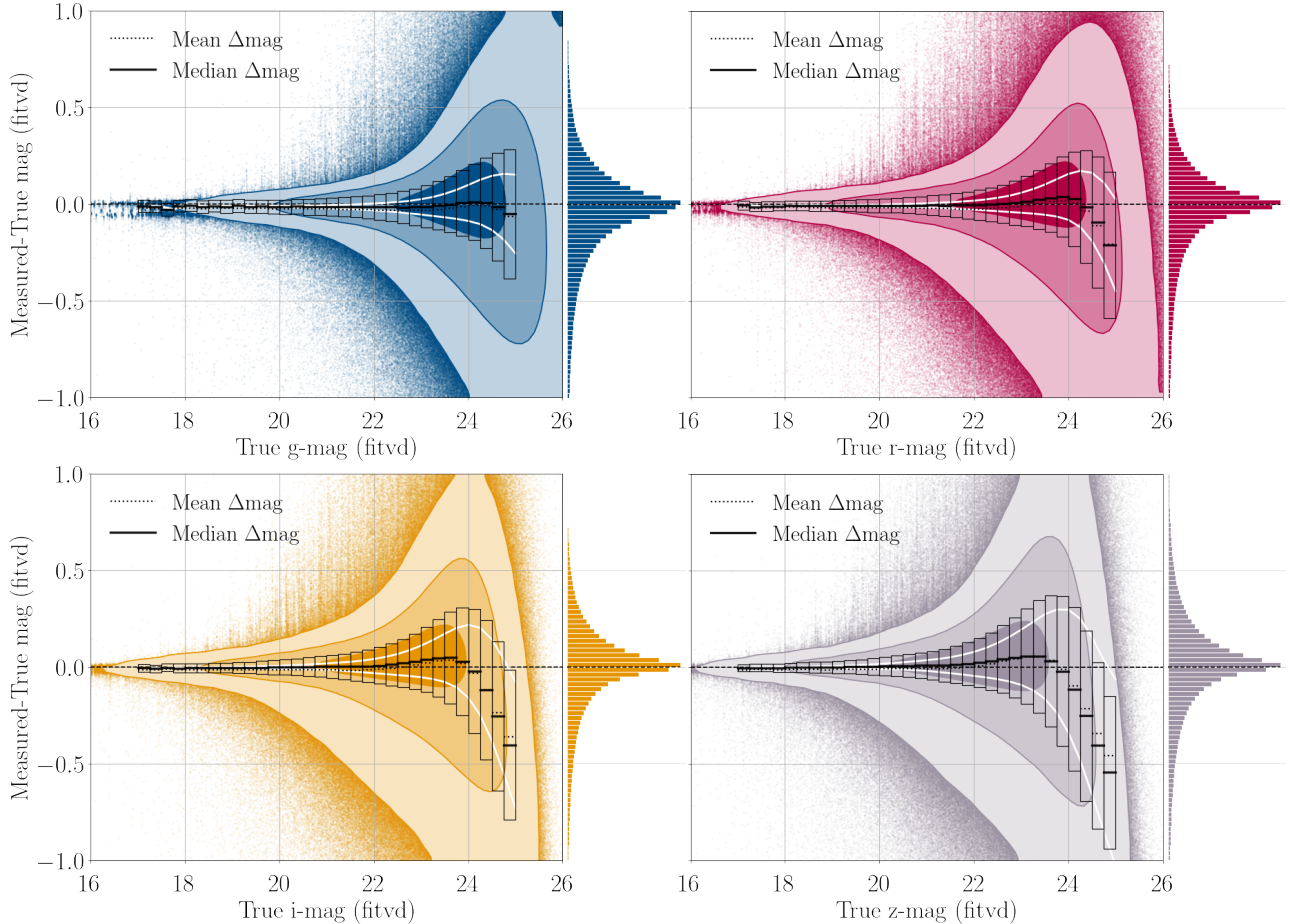 1.0
0.5
0.0
−0.5
−1.0
Measured-True mag (fitvd)
Mean Δmag
Median Δmag
16 18 20 22 24 26
True g-mag (fitvd)
Mean Δmag
Median Δmag
16 18 20 22 24 26
True r-mag (fitvd)
1.0
0.5
0.0
−0.5
−1.0
Measured-True mag (fitvd)
Mean Δmag
Median Δmag
16 18 20 22 24 26
True i-mag (fitvd)
Mean Δmag
Median Δmag
16 18 20 22 24 26
True z-mag (fitvd)